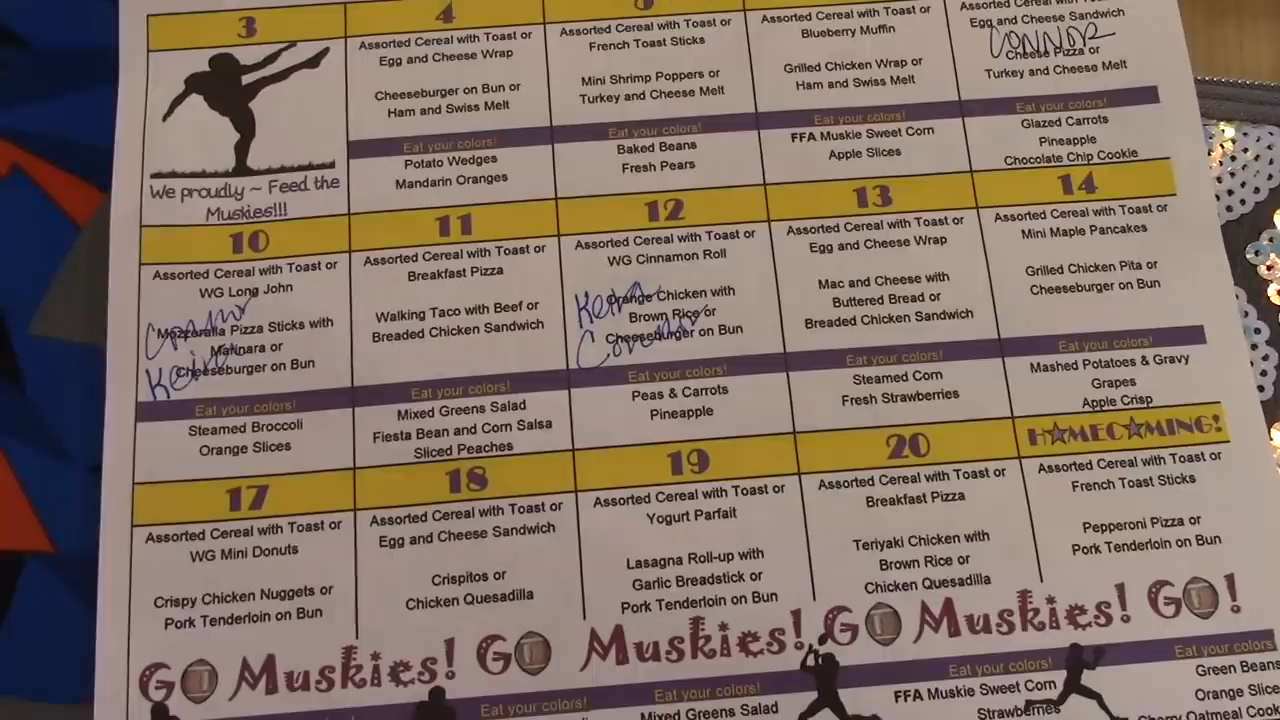 3
We proudly ~ Feed the
Muskies!!!
4
Assorted Cereal with Toast or
Egg and Cheese Wrap
Cheeseburger on Bun or
Ham and Swiss Melt
Eat your colors!
Potato Wedges
Mandarin Oranges
Assorted Cereal with Toast or
French Toast Sticks
Mini Shrimp Poppers or
Turkey and Cheese Melt
Eat your colors!
Baked Beans
Fresh Pears
Assorted Cereal with Toast or
Blueberry Muffin
Grilled Chicken Wrap or
Ham and Swiss Melt
Eat your colors!
FFA Muskie Sweet Corn
Apple Slices
Assorted Cereal with Toast or
Egg and Cheese Sandwich
CONNOR
Cheese Pizza or
Turkey and Cheese Melt
Eat your colors!
Glazed Carrots
Pineapple
Chocolate Chip Cookie
10
Assorted Cereal with Toast or
WG Long John
Connor
Mozzeralla Pizza Sticks with
Marinara or
Cheeseburger on Bun
Eat your colors!
Steamed Broccoli
Orange Slices
11
Assorted Cereal with Toast or
Breakfast Pizza
Walking Taco with Beef or
Breaded Chicken Sandwich
Eat your colors!
Mixed Greens Salad
Fiesta Bean and Corn Salsa
Sliced Peaches
12
Assorted Cereal with Toast or
WG Cinnamon Roll
Orange Chicken with
Brown Rice or
Connor
Cheeseburger on Bun
Eat your colors!
Peas & Carrots
Pineapple
13
Assorted Cereal with Toast or
Egg and Cheese Wrap
Mac and Cheese with
Buttered Bread or
Breaded Chicken Sandwich
Eat your colors!
Steamed Corn
Fresh Strawberries
14
Assorted Cereal with Toast or
Mini Maple Pancakes
Grilled Chicken Pita or
Cheeseburger on Bun
Eat your colors!
Mashed Potatoes & Gravy
Grapes
Apple Crisp
17
Assorted Cereal with Toast or
WG Mini Donuts
Crispy Chicken Nuggets or
Pork Tenderloin on Bun
18
Assorted Cereal with Toast or
Egg and Cheese Sandwich
Crispitos or
Chicken Quesadilla
19
Assorted Cereal with Toast or
Yogurt Parfait
Lasagna Roll-up with
Garlic Breadstick or
Pork Tenderloin on Bun
20
Assorted Cereal with Toast or
Breakfast Pizza
Teriyaki Chicken with
Brown Rice or
Chicken Quesadilla
HOMECOMING!
Assorted Cereal with Toast or
French Toast Sticks
Pepperoni Pizza or
Pork Tenderloin on Bun
GO Muskies! GO Muskies! GO Muskies! GO!
Eat your colors!
Eat your colors!
Mixed Greens Salad
Eat your colors!
FFA Muskie Sweet Corn
Strawberries
Eat your colors!
Green Beans
Orange Slice